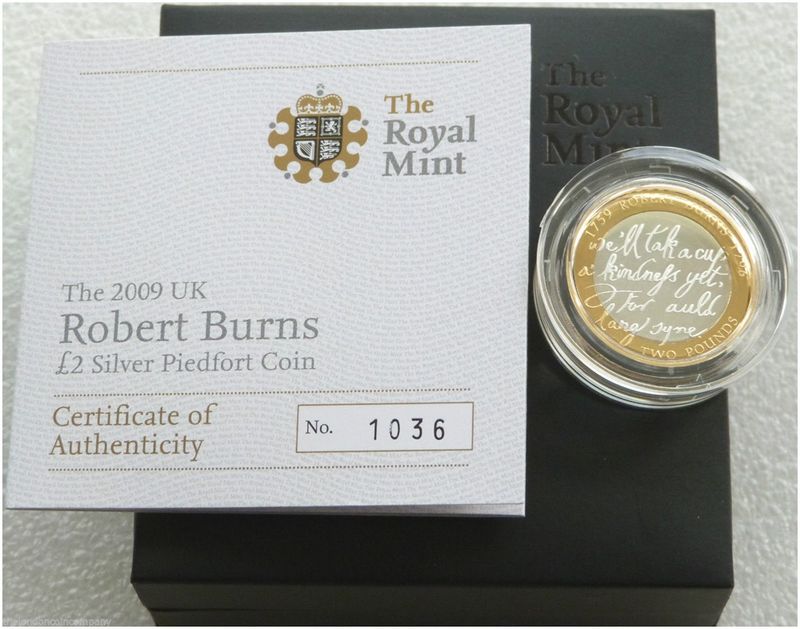 The
Royal
Mint
The 2009 UK
Robert Burns
£2 Silver Piedfort Coin
Certificate of
Authenticity
No. 1036
The
Royal
Mint
1759 ROBERT BURNS 1796
we'll tak a cup
a' kindness yet,
For auld
lang syne
TWO POUNDS
thelondoncoincompany